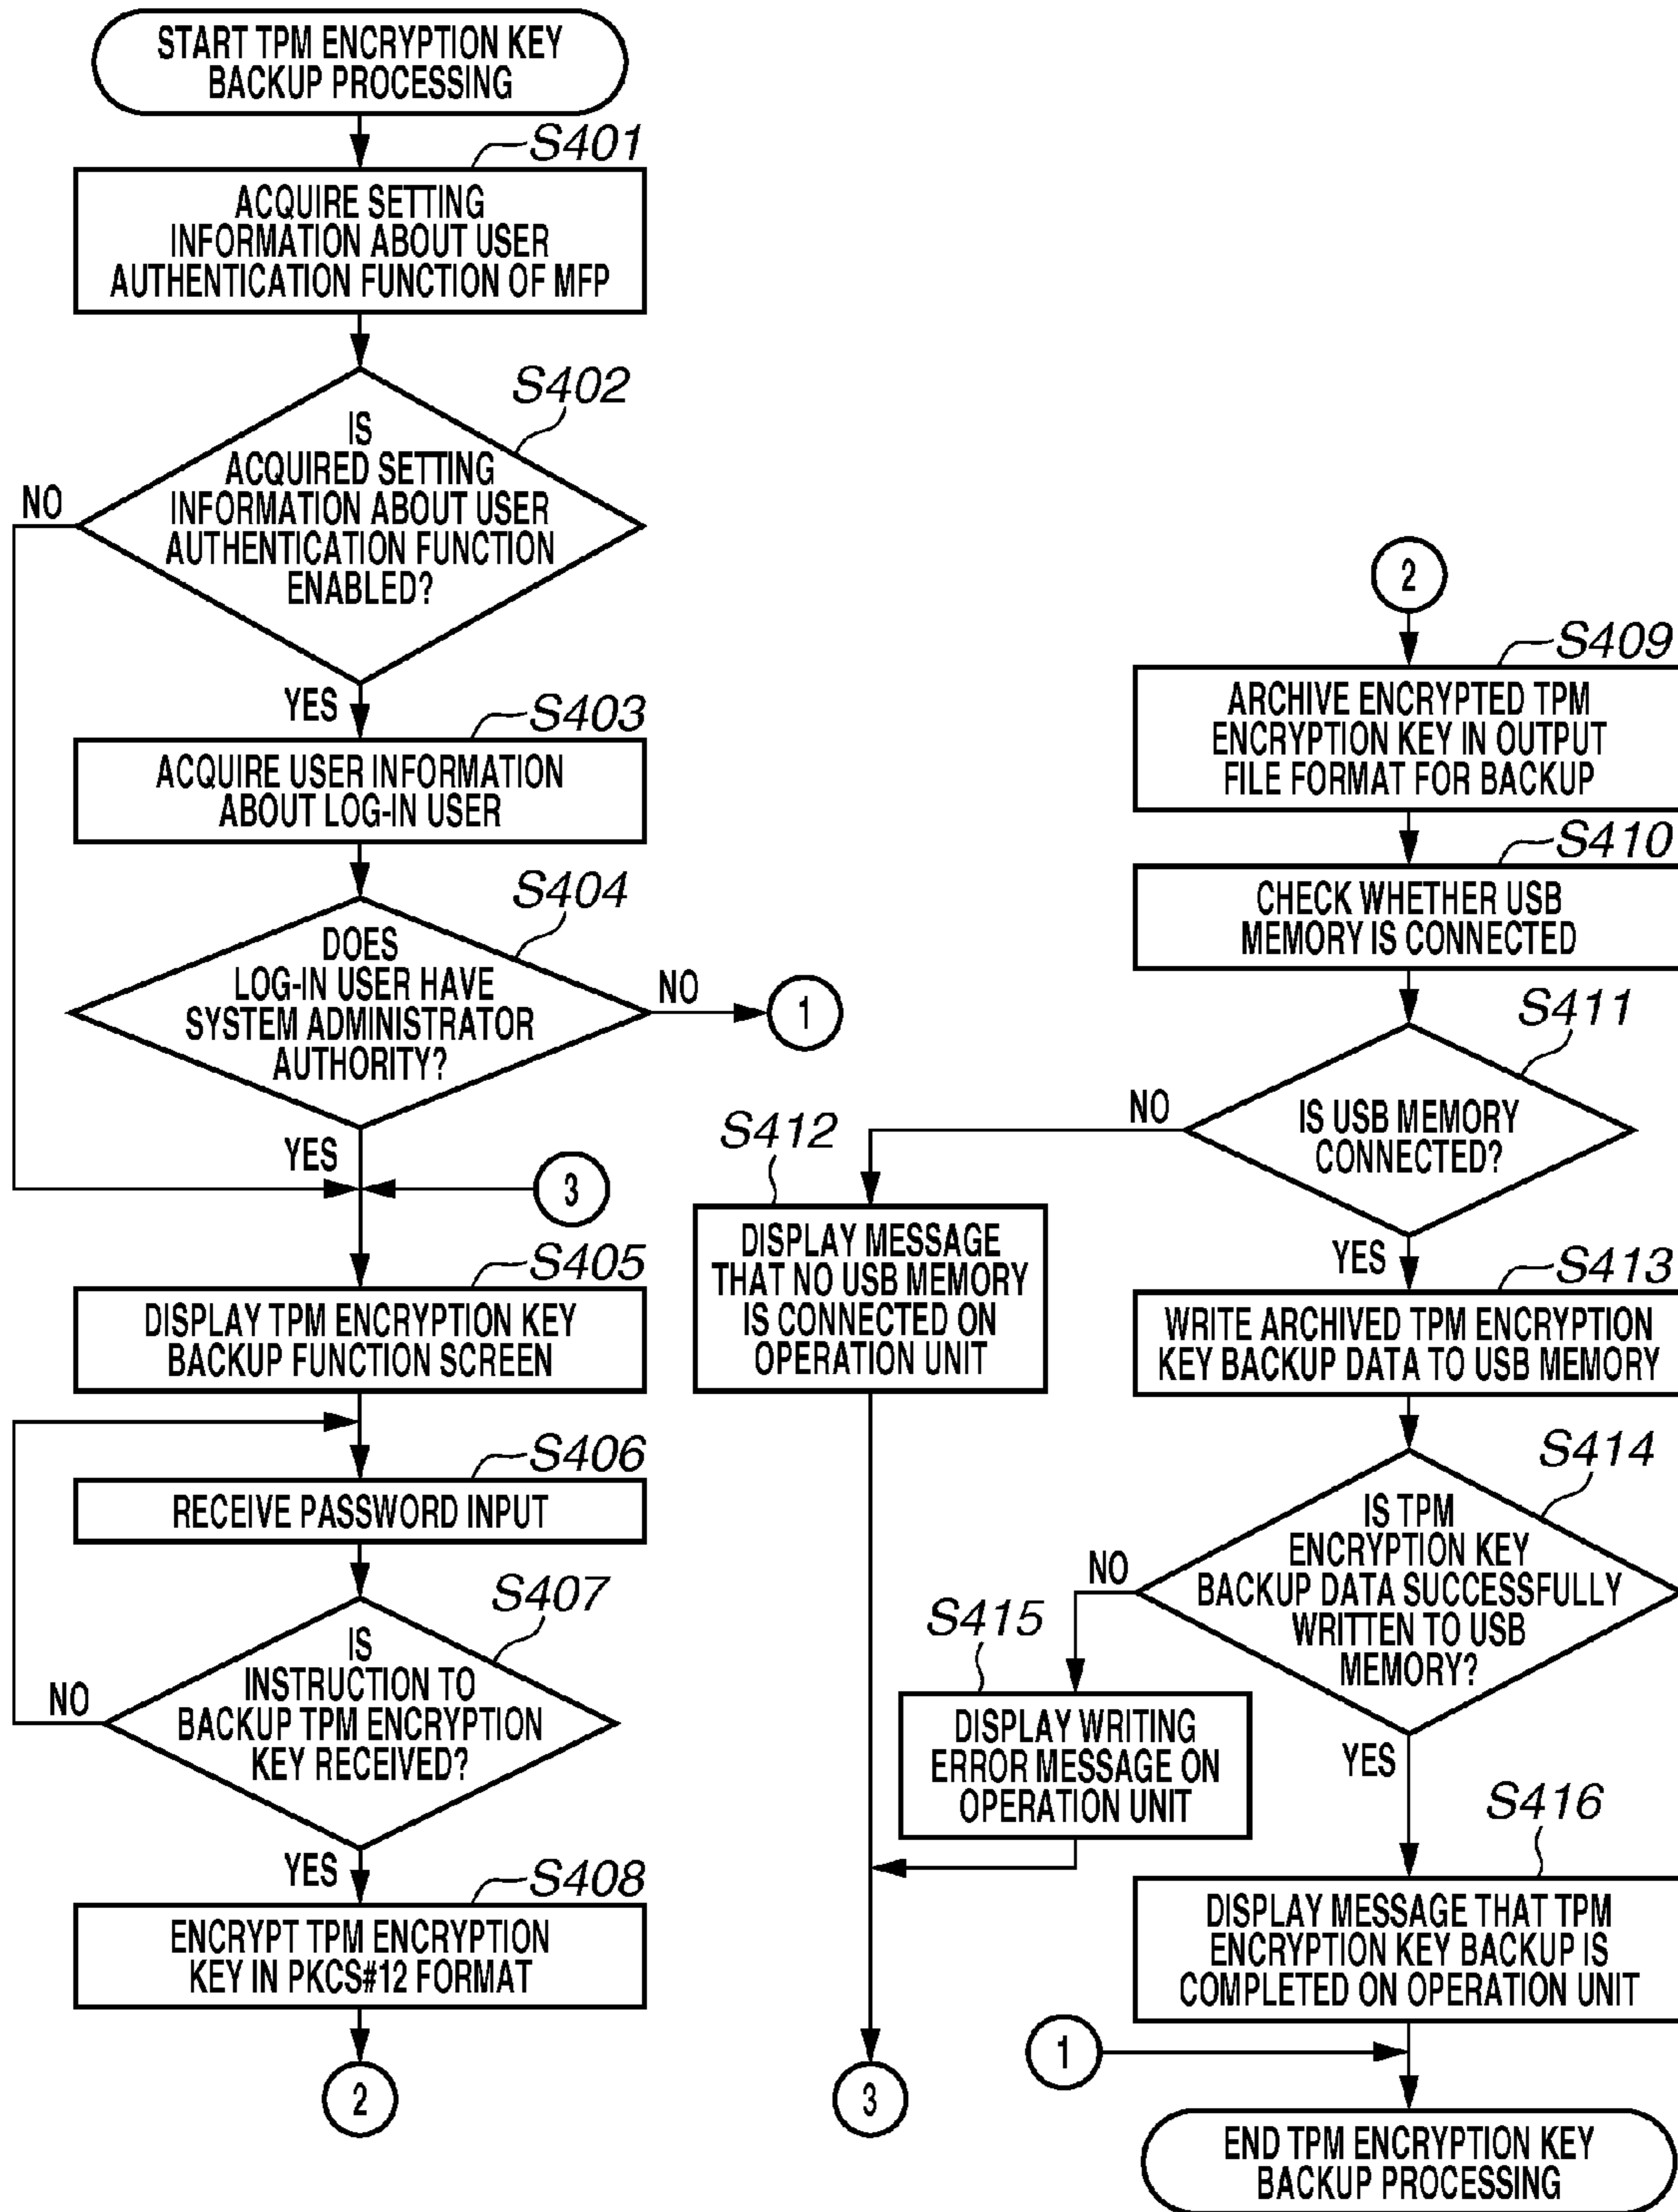 START TPM ENCRYPTION KEY
BACKUP PROCESSING
S401
ACQUIRE SETTING
INFORMATION ABOUT USER
AUTHENTICATION FUNCTION OF MFP
S402
IS
ACQUIRED SETTING
INFORMATION ABOUT USER
AUTHENTICATION FUNCTION
ENABLED?
NO
YES
S403
ACQUIRE USER INFORMATION
ABOUT LOG-IN USER
S404
DOES
LOG-IN USER HAVE
SYSTEM ADMINISTRATOR
AUTHORITY?
NO
1
YES
3
S405
DISPLAY TPM ENCRYPTION KEY
BACKUP FUNCTION SCREEN
S406
RECEIVE PASSWORD INPUT
S407
IS
INSTRUCTION TO
BACKUP TPM ENCRYPTION
KEY RECEIVED?
NO
YES
S408
ENCRYPT TPM ENCRYPTION
KEY IN PKCS#12 FORMAT
2
2
S409
ARCHIVE ENCRYPTED TPM
ENCRYPTION KEY IN OUTPUT
FILE FORMAT FOR BACKUP
S410
CHECK WHETHER USB
MEMORY IS CONNECTED
S411
IS USB MEMORY
CONNECTED?
NO
S412
DISPLAY MESSAGE
THAT NO USB MEMORY
IS CONNECTED ON
OPERATION UNIT
YES
S413
WRITE ARCHIVED TPM ENCRYPTION
KEY BACKUP DATA TO USB MEMORY
S414
IS TPM
ENCRYPTION KEY
BACKUP DATA SUCCESSFULLY
WRITTEN TO USB
MEMORY?
NO
S415
DISPLAY WRITING
ERROR MESSAGE ON
OPERATION UNIT
YES
S416
DISPLAY MESSAGE THAT TPM
ENCRYPTION KEY BACKUP IS
COMPLETED ON OPERATION UNIT
1
3
END TPM ENCRYPTION KEY
BACKUP PROCESSING